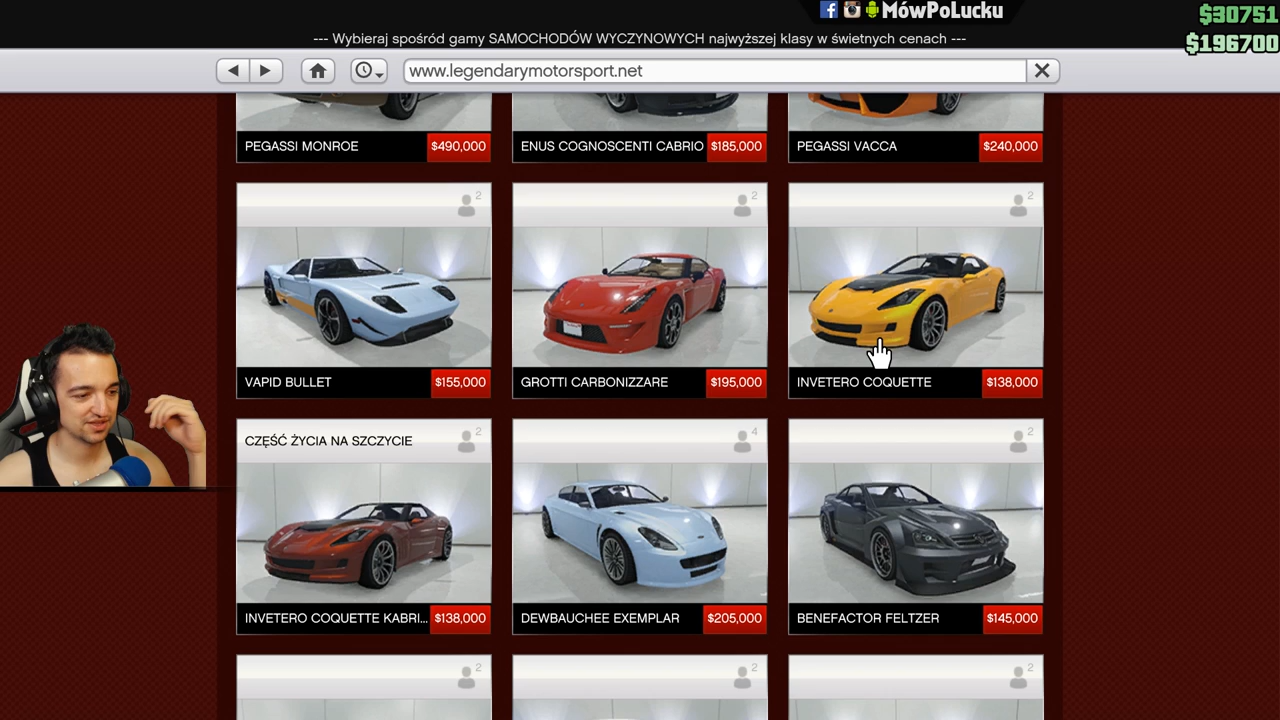 MówPoLucku
$30751
--- Wybieraj spośród gamy SAMOCHODÓW WYCZYNOWYCH najwyższej klasy w świetnych cenach ---
$196700
www.legendarymotorsport.net
PEGASSI MONROE $490,000
ENUS COGNOSCENTI CABRIO $185,000
PEGASSI VACCA $240,000
2
2
2
VAPID BULLET $155,000
GROTTI CARBONIZZARE $195,000
INVETERO COQUETTE $138,000
CZĘŚĆ ŻYCIA NA SZCZYCIE 2
4
2
INVETERO COQUETTE KABRI... $138,000
DEWBAUCHEE EXEMPLAR $205,000
BENEFACTOR FELTZER $145,000
2
2
2